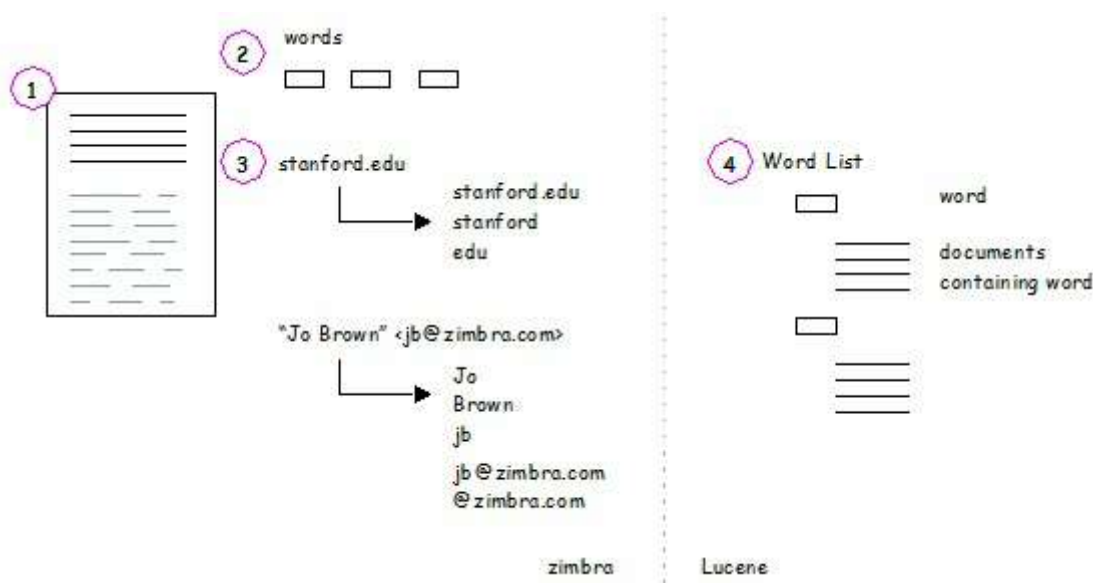 1
2
words
3
stanford.edu
stanford.edu
stanford
edu
"Jo Brown" <jb@zimbra.com>
Jo
Brown
jb
jb@zimbra.com
@zimbra.com
zimbra
4
Word List
word
documents
containing word
Lucene